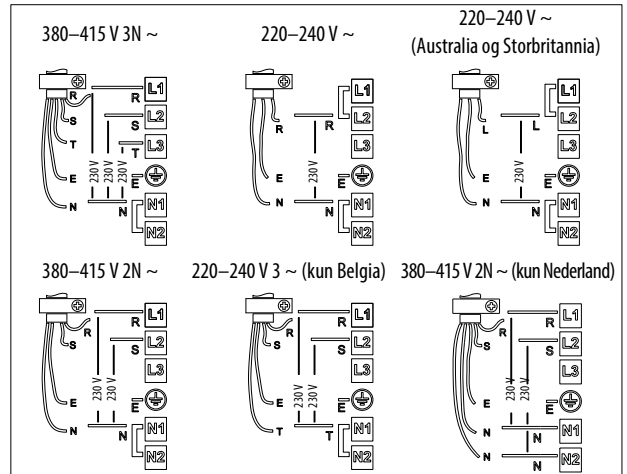 380–415 V 3N ~
R
S
T
E
N
230 V
230 V
230 V
R
S
T
E
N
L1
L2
L3
N1
N2
220–240 V ~
R
E
N
230 V
R
E
N
L1
L2
L3
N1
N2
220–240 V ~
(Australia og Storbritannia)
L
E
N
230 V
L
E
N
L1
L2
L3
N1
N2
380–415 V 2N ~
R
S
E
N
230 V
230 V
R
S
E
N
L1
L2
L3
N1
N2
220–240 V 3 ~ (kun Belgia)
R
S
E
T
230 V
230 V
R
S
E
T
L1
L2
L3
N1
N2
380–415 V 2N ~ (kun Nederland)
R
S
E
N
N
230 V
230 V
R
S
E
N
N
L1
L2
L3
N1
N2